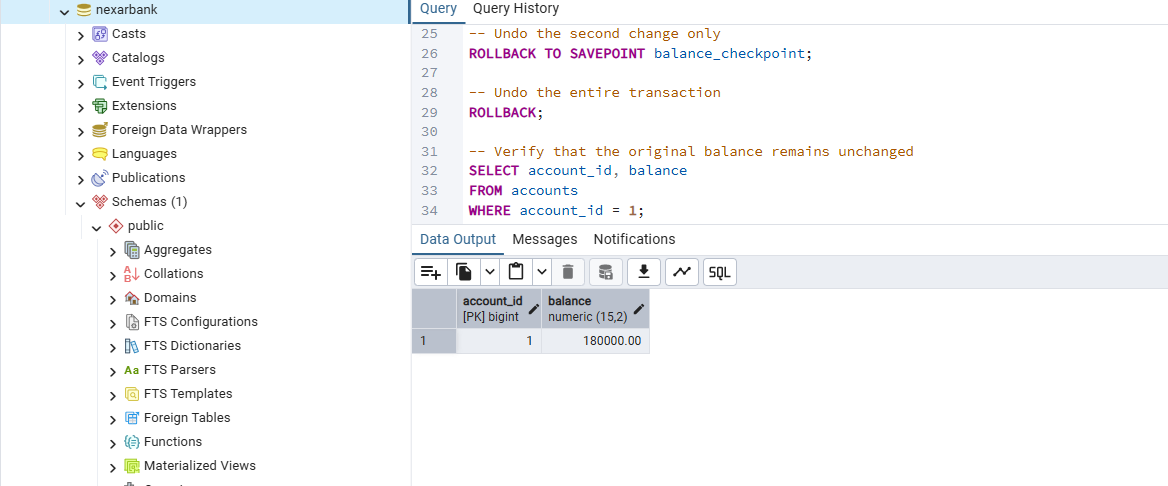 nexarbank
Casts
Catalogs
Event Triggers
Extensions
Foreign Data Wrappers
Languages
Publications
Schemas (1)
public
Aggregates
Collations
Domains
FTS Configurations
FTS Dictionaries
Aa FTS Parsers
FTS Templates
Foreign Tables
Functions
Materialized Views
Query Query History
25 -- Undo the second change only
26 ROLLBACK TO SAVEPOINT balance_checkpoint;
27
28 -- Undo the entire transaction
29 ROLLBACK;
30
31 -- Verify that the original balance remains unchanged
32 SELECT account_id, balance
33 FROM accounts
34 WHERE account_id = 1;
Data Output Messages Notifications
SQL
account_id balance
[PK] bigint numeric (15,2)
1 1 180000.00